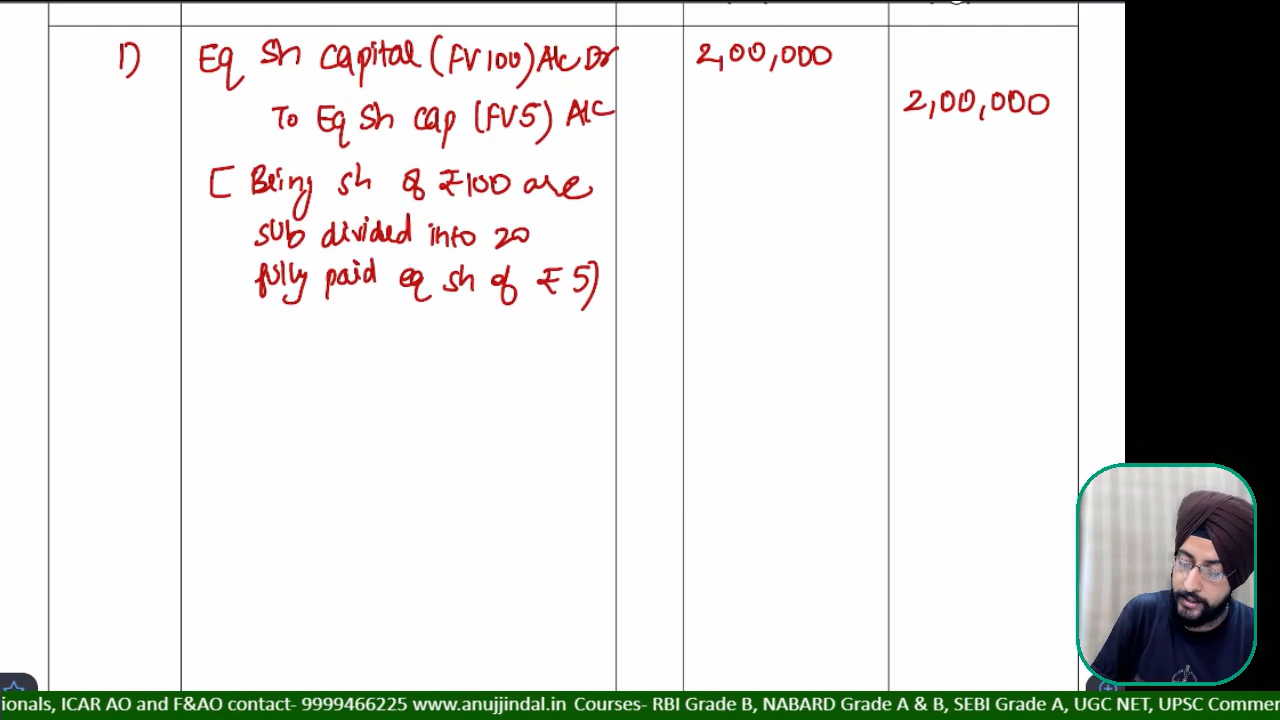 1) Eq Sh Capital (FV 100) A/c Dr 2,00,000
To Eq Sh cap (FV5) A/c 2,00,000
[ Being sh of ₹100 are
sub divided into 20
fully paid eq sh of ₹ 5)
ionals, ICAR AO and F&AO contact- 9999466225 www.anujjindal.in Courses- RBI Grade B, NABARD Grade A & B, SEBI Grade A, UGC NET, UPSC Commer